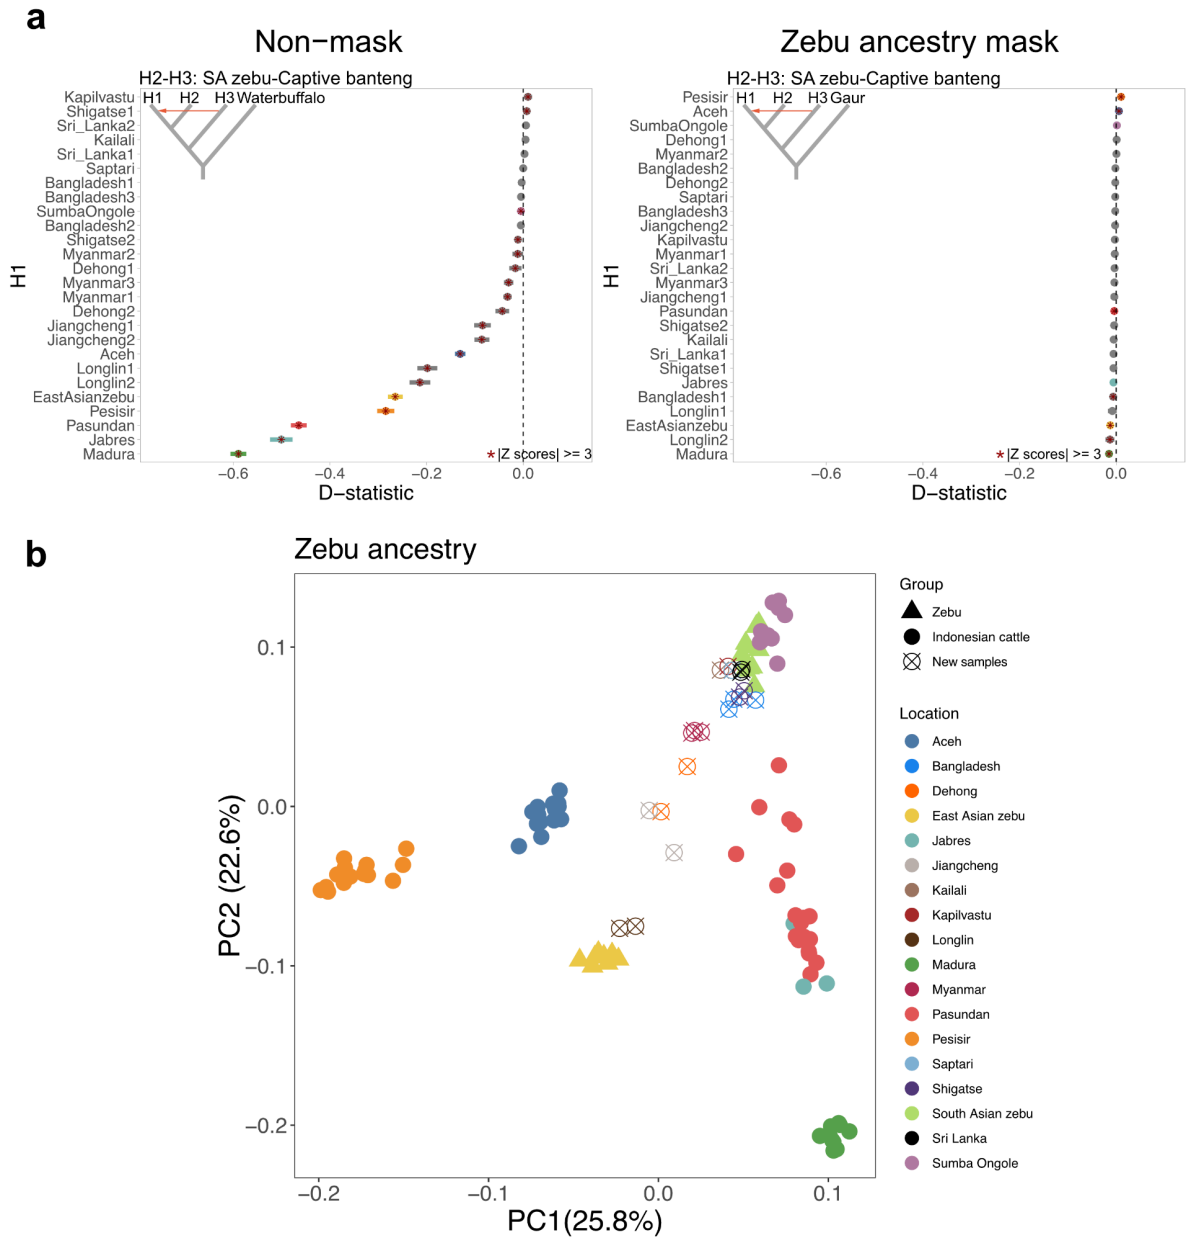 a
Non−mask
H2-H3: SA zebu-Captive banteng
H1 H2 H3 Waterbuffalo
H1
Kapilvastu
Shigatse1
Sri_Lanka2
Kailali
Sri_Lanka1
Saptari
Bangladesh1
Bangladesh3
SumbaOngole
Bangladesh2
Shigatse2
Myanmar2
Dehong1
Myanmar3
Myanmar1
Dehong2
Jiangcheng1
Jiangcheng2
Aceh
Longlin1
Longlin2
EastAsianzebu
Pesisir
Pasundan
Jabres
Madura
*|Z scores| >= 3
−0.6 −0.4 −0.2 0.0
D−statistic
Zebu ancestry mask
H2-H3: SA zebu-Captive banteng
H1 H2 H3 Gaur
H1
Pesisir
Aceh
SumbaOngole
Dehong1
Myanmar2
Bangladesh2
Dehong2
Saptari
Bangladesh3
Jiangcheng2
Kapilvastu
Myanmar1
Sri_Lanka2
Myanmar3
Jiangcheng1
Pasundan
Shigatse2
Kailali
Sri_Lanka1
Shigatse1
Jabres
Bangladesh1
Longlin1
EastAsianzebu
Longlin2
Madura
*|Z scores| >= 3
−0.6 −0.4 −0.2 0.0
D−statistic
b
Zebu ancestry
PC2 (22.6%)
0.1
0.0
−0.1
−0.2
−0.2 −0.1 0.0 0.1
PC1(25.8%)
Group
Zebu
Indonesian cattle
New samples
Location
Aceh
Bangladesh
Dehong
East Asian zebu
Jabres
Jiangcheng
Kailali
Kapilvastu
Longlin
Madura
Myanmar
Pasundan
Pesisir
Saptari
Shigatse
South Asian zebu
Sri Lanka
Sumba Ongole